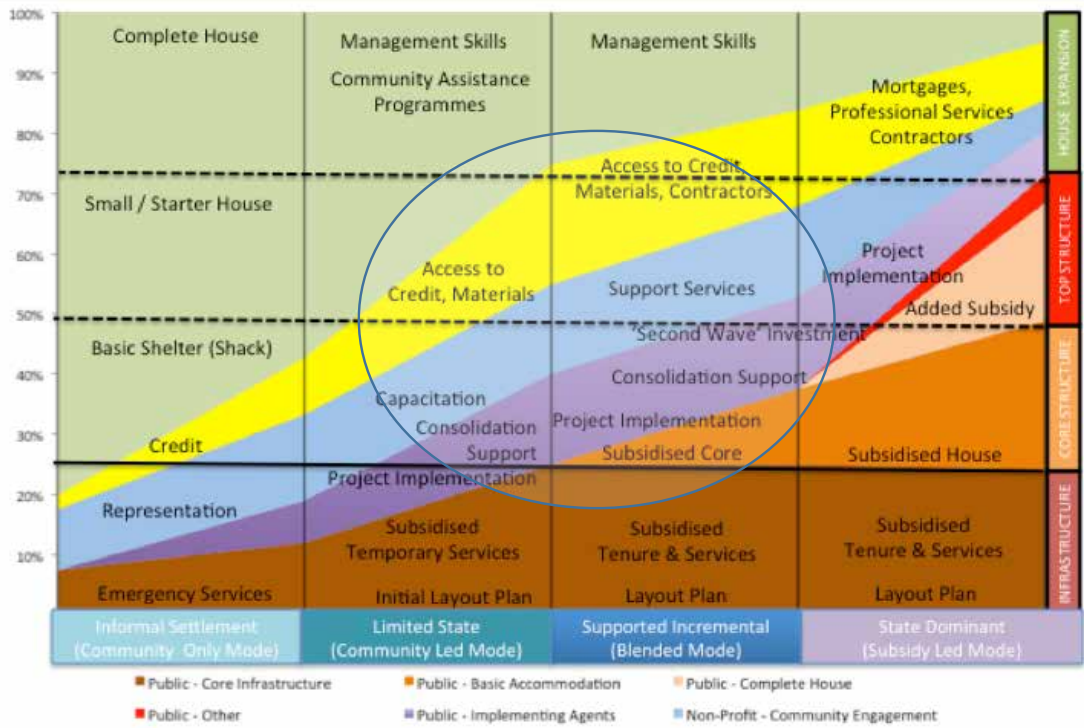 100%
90%
80%
70%
60%
50%
40%
30%
20%
10%
Complete House
Small / Starter House
Basic Shelter (Shack)
Credit
Representation
Emergency Services
Management Skills
Community Assistance
Programmes
Access to
Credit, Materials
Capacitation
Consolidation
Support
Project Implementation
Subsidised
Temporary Services
Initial Layout Plan
Management Skills
Access to Credit
Materials, Contractors
Support Services
'Second Wave' Investment
Consolidation Support
Project Implementation
Subsidised Core
Subsidised
Tenure & Services
Layout Plan
Mortgages,
Professional Services
Contractors
Project
Implementation
Added Subsidy
Subsidised House
Subsidised
Tenure & Services
Layout Plan
HOUSE EXPANSION
TOP STRUCTURE
CORE STRUCTURE
INFRASTRUCTURE
Informal Settlement
(Community Only Mode)
Limited State
(Community Led Mode)
Supported Incremental
(Blended Mode)
State Dominant
(Subsidy Led Mode)
Public - Core Infrastructure
Public - Basic Accommodation
Public - Complete House
Public - Other
Public - Implementing Agents
Non-Profit - Community Engagement